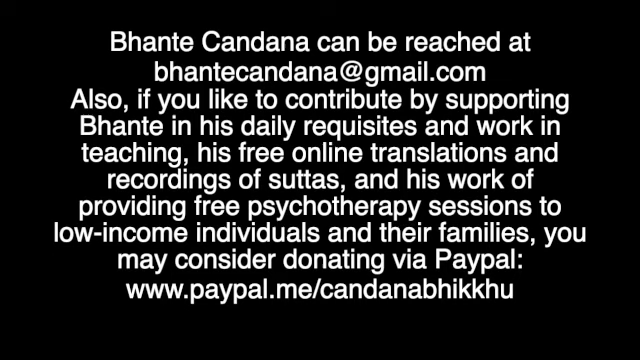 Bhante Candana can be reached at
bhantecandana@gmail.com
Also, if you like to contribute by supporting
Bhante in his daily requisites and work in
teaching, his free online translations and
recordings of suttas, and his work of
providing free psychotherapy sessions to
low-income individuals and their families, you
may consider donating via Paypal:
www.paypal.me/candanabhikkhu